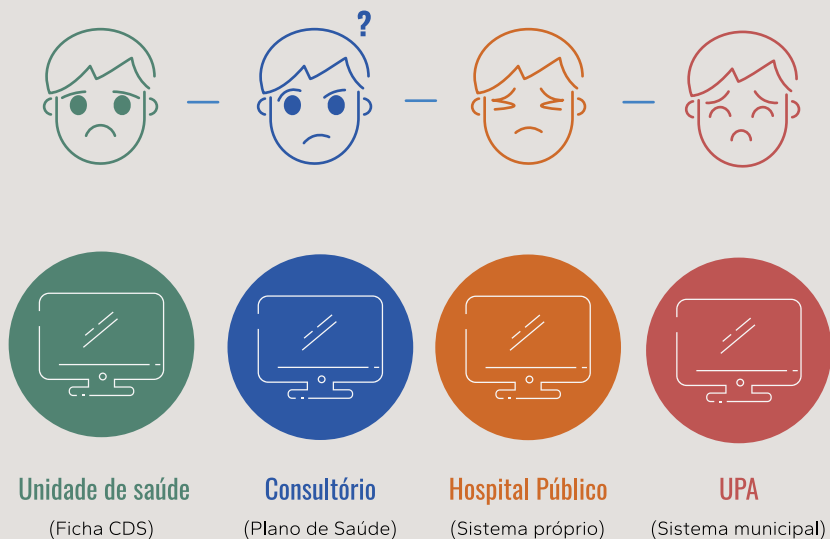 ?
Unidade de saúde
Consultório
Hospital Público
UPA
(Ficha CDS)
(Plano de Saúde)
(Sistema próprio)
(Sistema municipal)